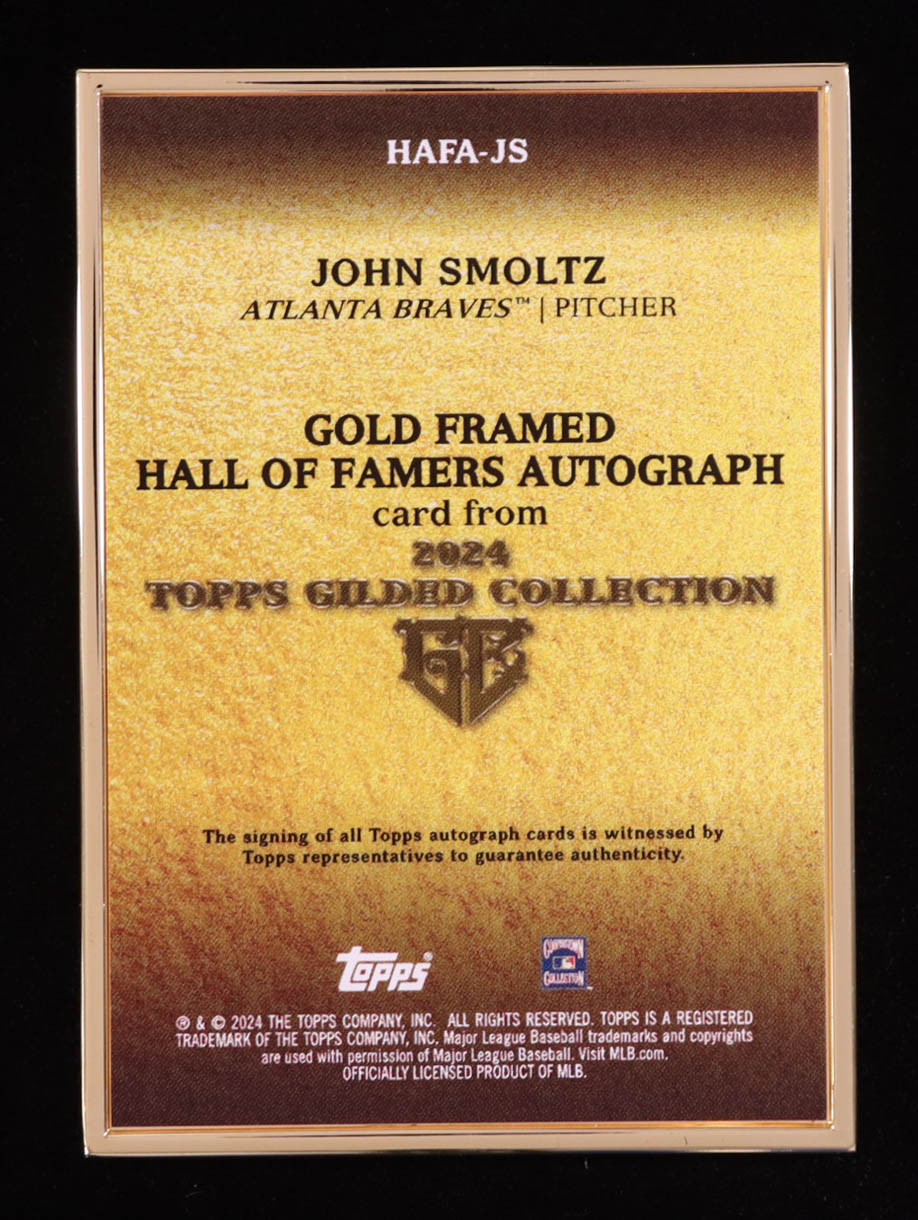 HAFA-JS
JOHN SMOLTZ
ATLANTA BRAVES™ | PITCHER
GOLD FRAMED
HALL OF FAMERS AUTOGRAPH
card from
2024
TOPPS GILDED COLLECTION
The signing of all Topps autograph cards is witnessed by
Topps representatives to guarantee authenticity.
topps®
COOPERSTOWN
COLLECTION™
® & © 2024 THE TOPPS COMPANY, INC. ALL RIGHTS RESERVED. TOPPS IS A REGISTERED
TRADEMARK OF THE TOPPS COMPANY, INC. Major League Baseball trademarks and copyrights
are used with permission of Major League Baseball. Visit MLB.com.
OFFICIALLY LICENSED PRODUCT OF MLB.